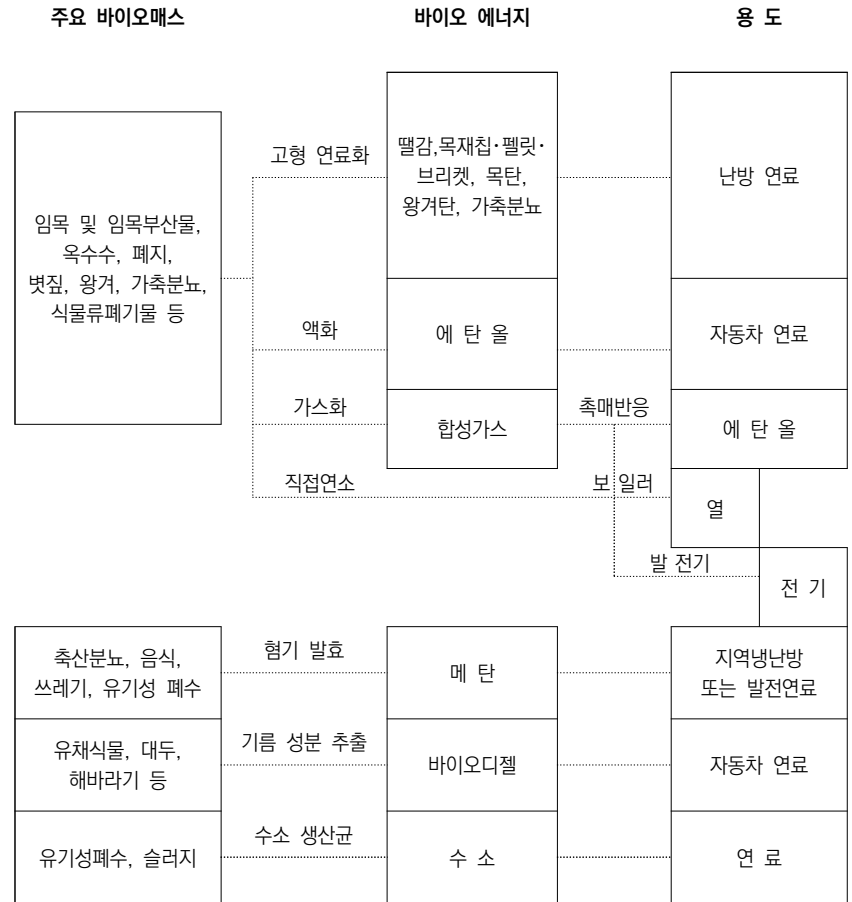 주요 바이오매스
바이오 에너지
용 도
임목 및 임목부산물,
옥수수, 폐지,
볏짚, 왕겨, 가축분뇨,
식물류폐기물 등
고형 연료화
땔감,목재칩·펠릿·
브리켓, 목탄,
왕겨탄, 가축분뇨
난방 연료
액화
에 탄 올
자동차 연료
가스화
합성가스
촉매반응
에 탄 올
직접연소
보 일러
열
발 전기
전 기
축산분뇨, 음식,
쓰레기, 유기성 폐수
혐기 발효
메 탄
지역냉난방
또는 발전연료
유채식물, 대두,
해바라기 등
기름 성분 추출
바이오디젤
자동차 연료
유기성폐수, 슬러지
수소 생산균
수 소
연 료